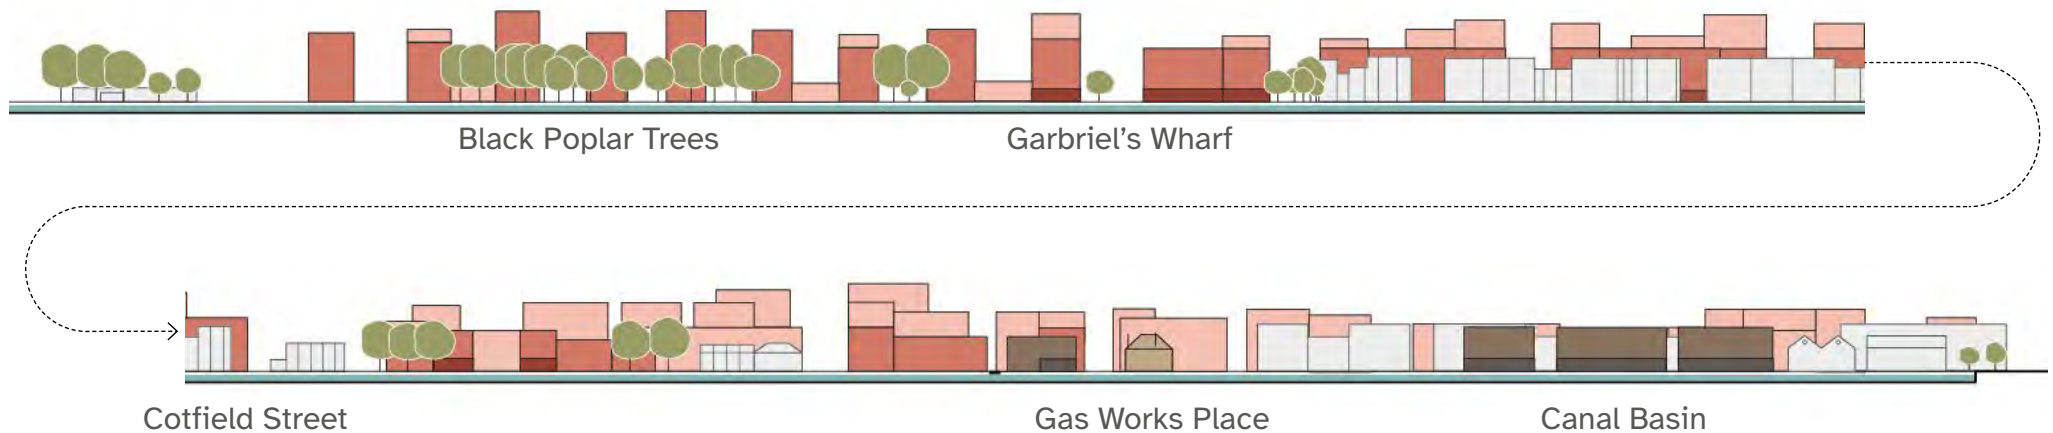 Black Poplar Trees
Garbriel's Wharf
Cotfield Street
Gas Works Place
Canal Basin